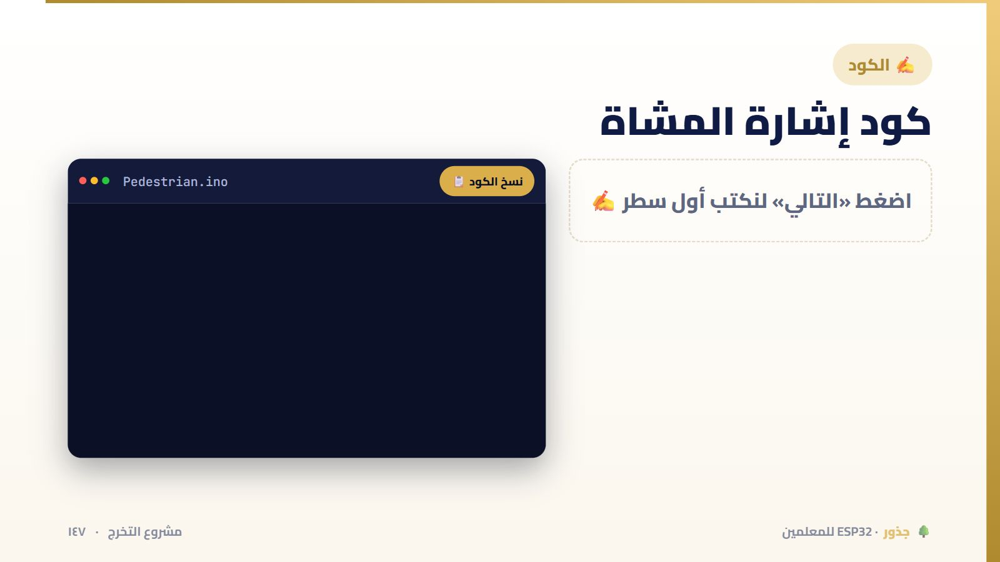 ✍️ الكود
كود إشارة المشاة
اضغط «التالي» لنكتب أول سطر ✍️
Pedestrian.ino
نسخ الكود 📋
🌳 جذور · ESP32 للمعلمين
مشروع التخرج · ١٤٧